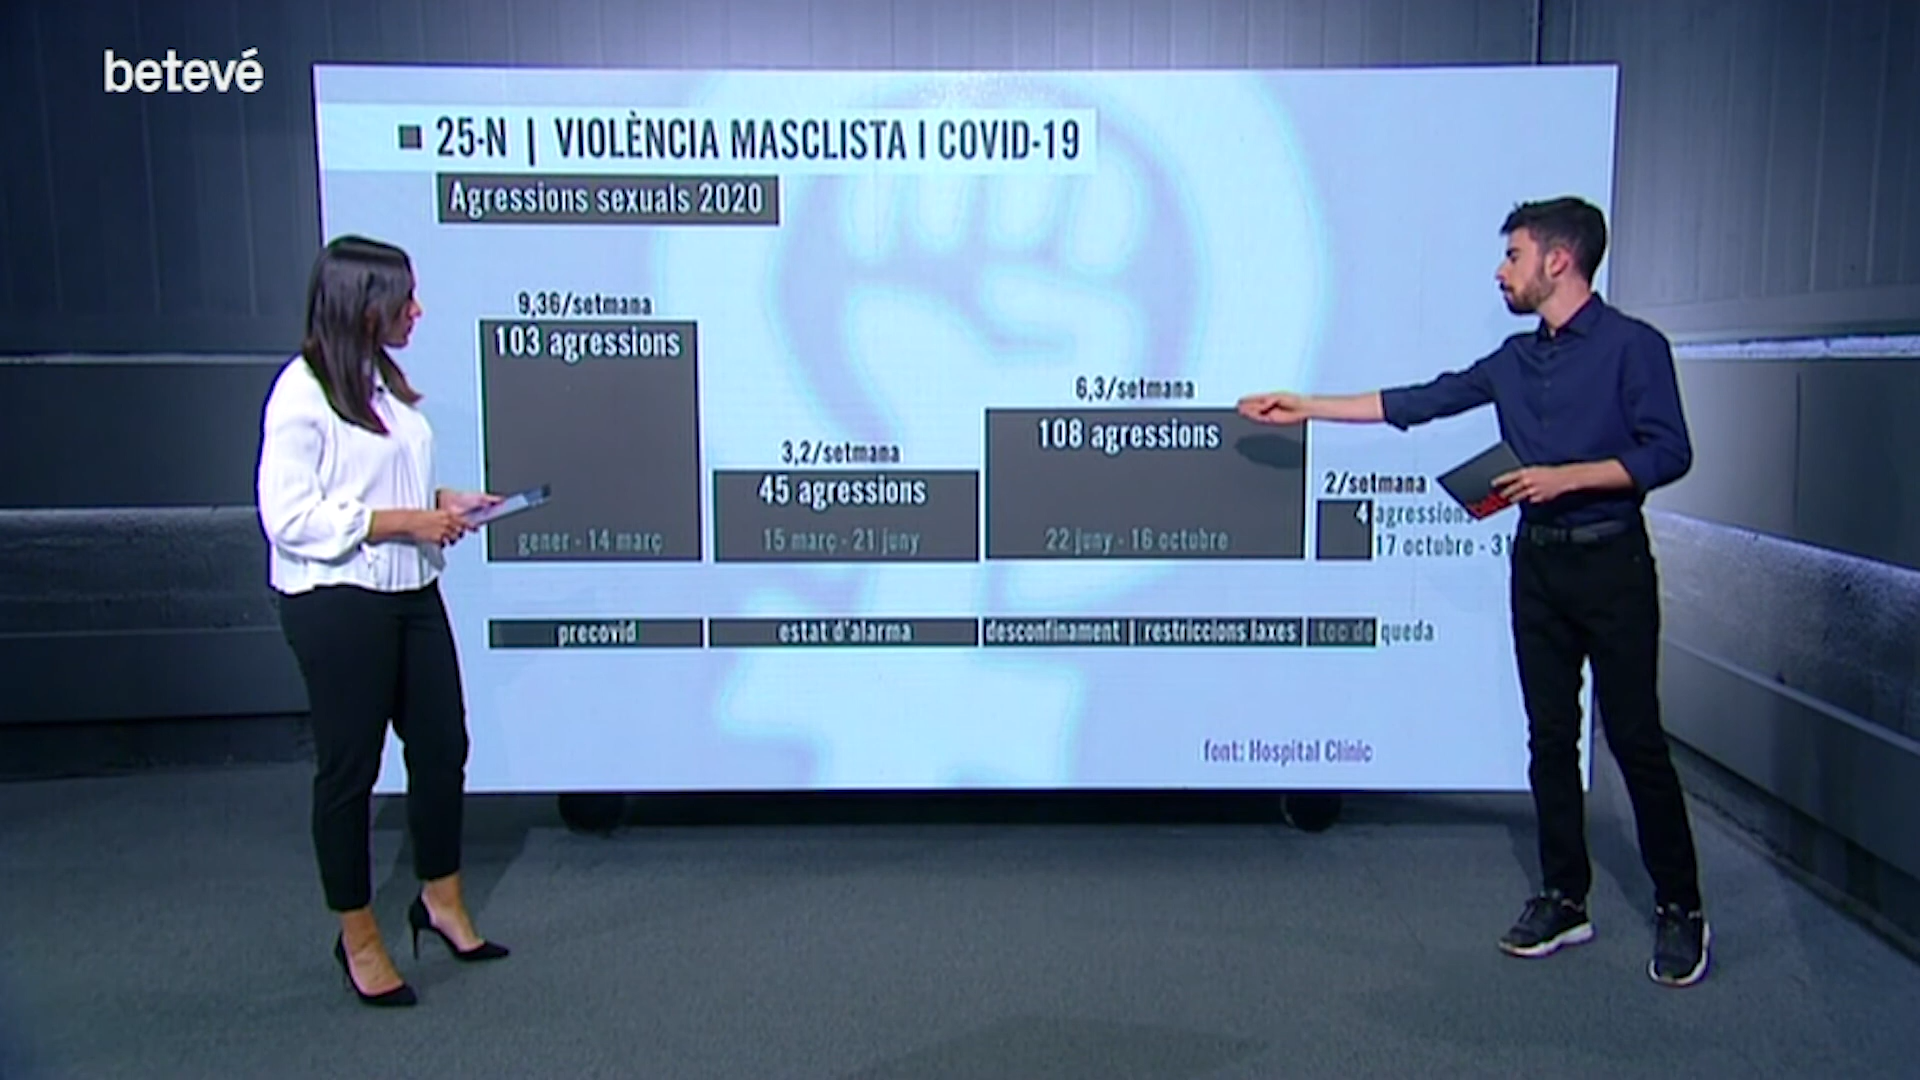 betevé
25-N | VIOLÈNCIA MASCLISTA I COVID-19
Agressions sexuals 2020
9,36/setmana
103 agressions
gener - 14 març
3,2/setmana
45 agressions
15 març - 21 juny
6,3/setmana
108 agressions
22 juny - 16 octubre
2/setmana
4 agressions
17 octubre - 31
precovid
estat d'alarma
desconfinament | restriccions laxes
toc de queda
font: Hospital Clínic